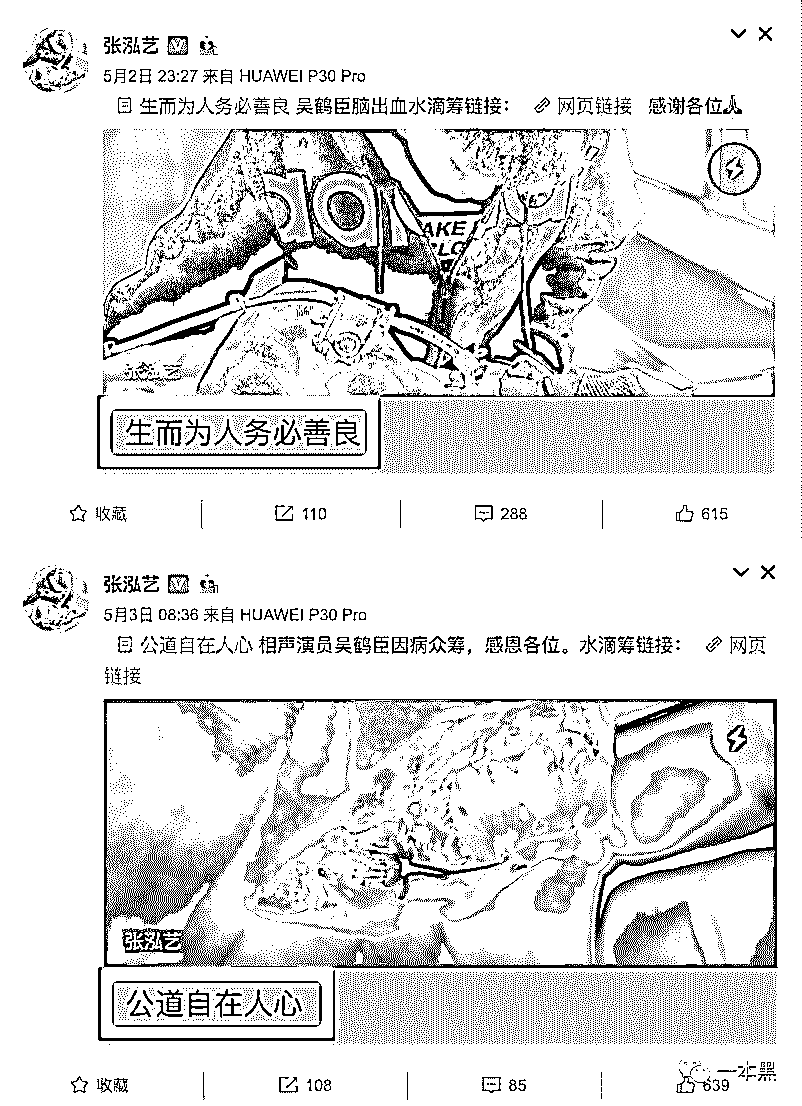 张泓艺
5月2日 23:27 来自 HUAWEI P30 Pro
生而为人务必善良 吴鹤臣脑出血水滴筹链接： 网页链接 感谢各位
AKE
生而为人务必善良
收藏
110
288
615
张泓艺
5月3日 08:36 来自 HUAWEI P30 Pro
公道自在人心 相声演员吴鹤臣因病众筹，感恩各位。水滴筹链接： 网页
链接
张泓艺
公道自在人心
一本黑
收藏
108
85
639